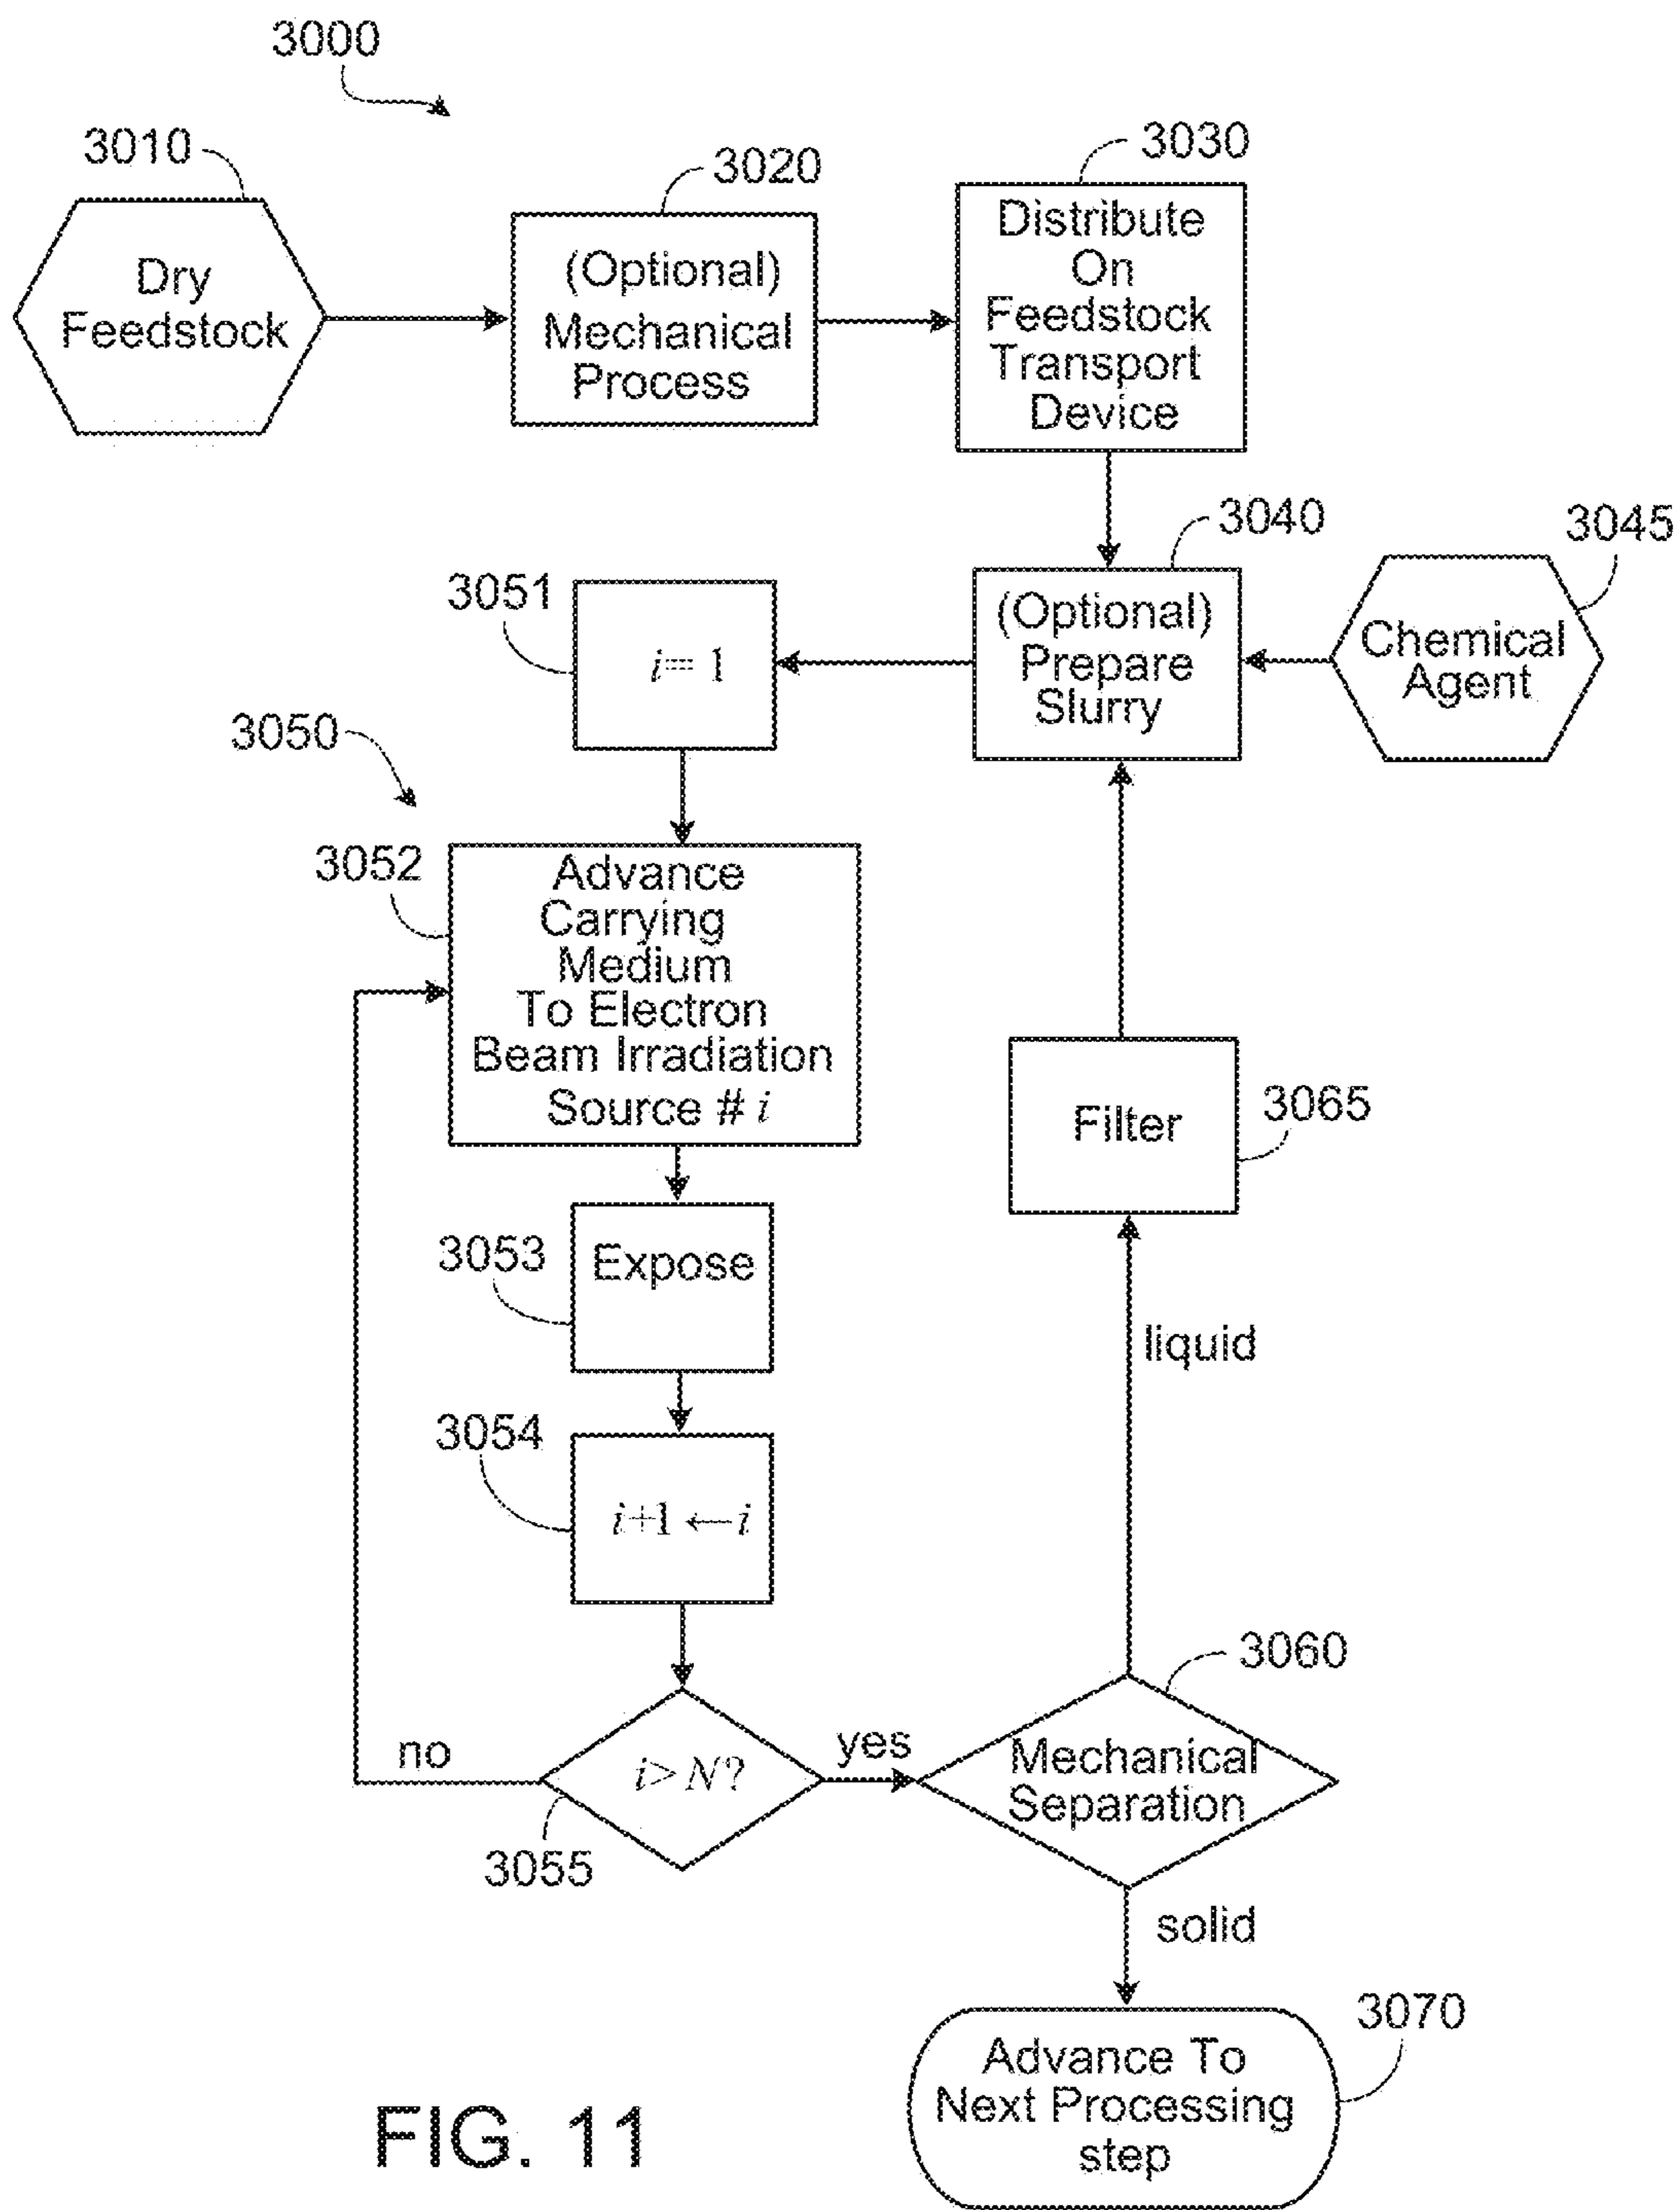 3000
3010
Dry
Feedstock
3020
(Optional)
Mechanical
Process
3030
Distribute
On
Feedstock
Transport
Device
3040
(Optional)
Prepare
Slurry
3045
Chemical
Agent
3051
i=1
3050
3052
Advance
Carrying
Medium
To Electron
Beam Irradiation
Source # i
3053
Expose
3054
i+1 ←i
3055
i> N?
no
yes
3060
Mechanical
Separation
liquid
3065
Filter
solid
3070
Advance To
Next Processing
step
FIG. 11